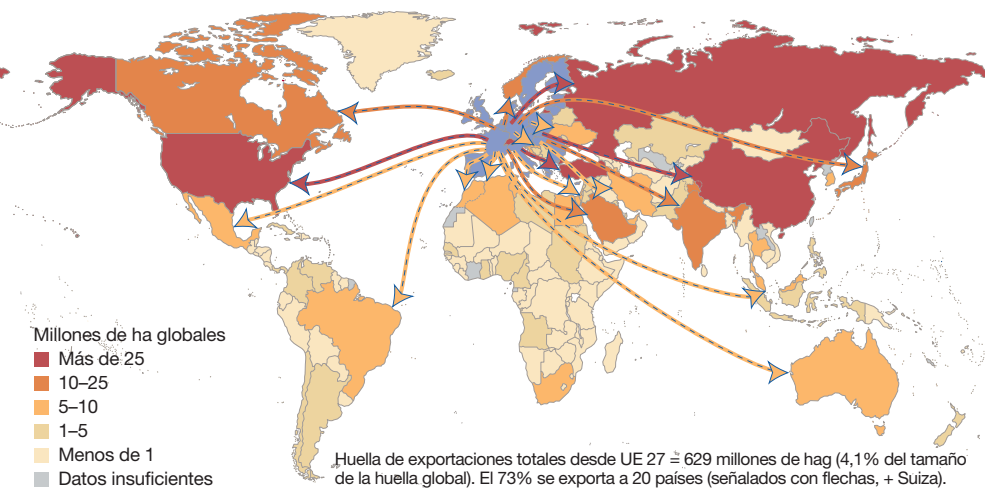 Millones de ha globales
Más de 25
10–25
5–10
1–5
Menos de 1
Datos insuficientes
Huella de exportaciones totales desde UE 27 = 629 millones de hag (4,1% del tamaño
de la huella global). El 73% se exporta a 20 países (señalados con flechas, + Suiza).